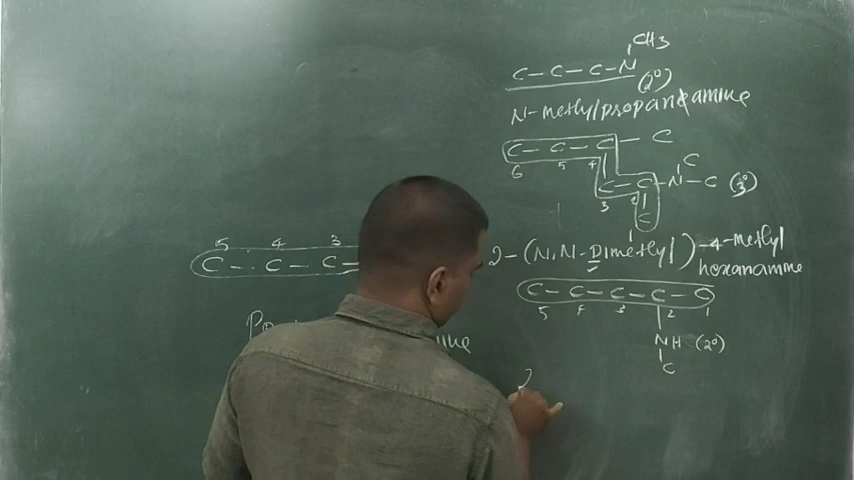 CH3
C - C - C - N
(2°)
N-methylpropanamine
C - C - C - C
6 5 4
C
C - C - N - C (3°)
3 2
C
1
2-(N,N-Dimethyl)-4-methyl
hexanamine
5 4 3
C - C - C
C - C - C - C - C
5 4 3 2 1
NH (2°)
C
2